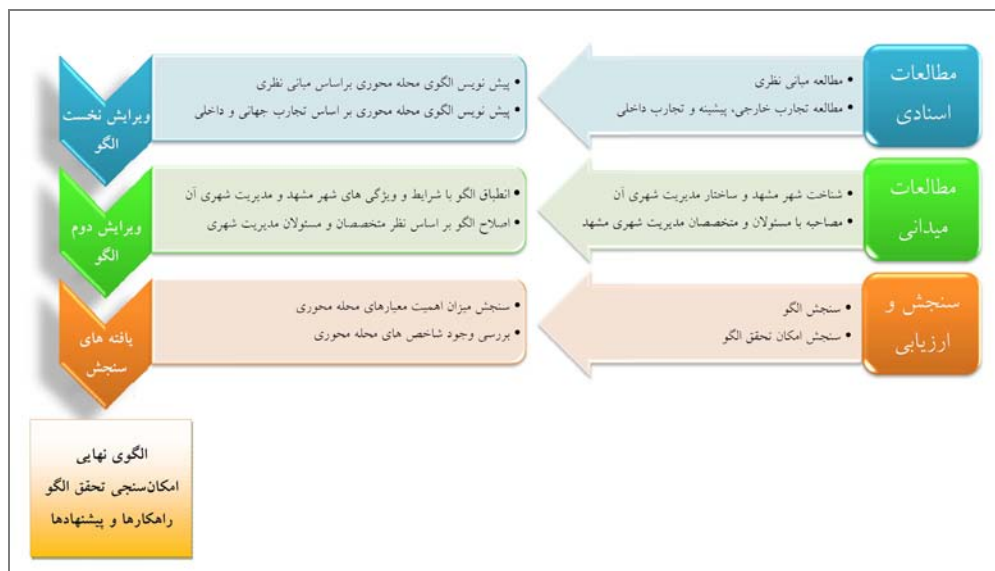 مطالعات
اسنادی
• مطالعه مبانی نظری
• مطالعه تجارب خارجی، پیشینه و تجارب داخلی
• پیش نویس الگوی محله محوری براساس مبانی نظری
• پیش نویس الگوی محله محوری بر اساس تجارب جهانی و داخلی
ویرایش نخست
الگو
مطالعات
میدانی
• شناخت شهر مشهد و ساختار مدیریت شهری آن
• مصاحبه با مسئولان و متخصصان مدیریت شهری مشهد
• انطباق الگو با شرایط و ویژگی های شهر مشهد و مدیریت شهری آن
• اصلاح الگو بر اساس نظر متخصصان و مسئولان مدیریت شهری
ویرایش دوم
الگو
سنجش و
ارزیابی
• سنجش الگو
• سنجش امکان تحقق الگو
• سنجش میزان اهمیت معیارهای محله محوری
• بررسی وجود شاخص های محله محوری
یافته های
سنجش
الگوی نهایی
امکان‌سنجی تحقق الگو
راهکارها و پیشنهادها